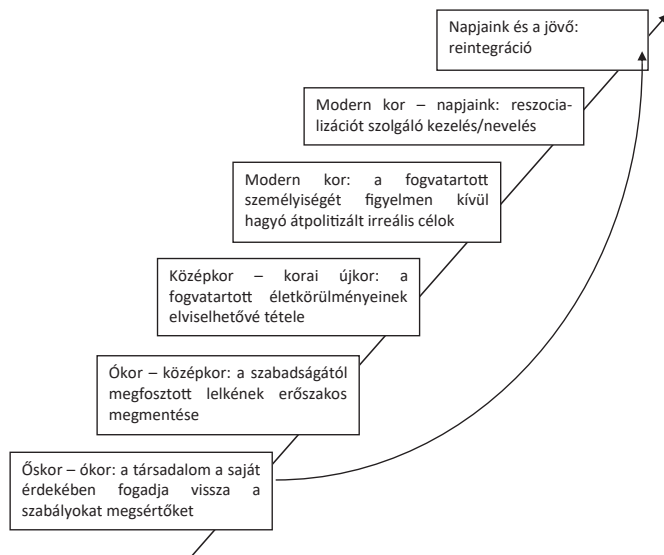 Napjaink és a jövő:
reintegráció
Modern kor – napjaink: reszocia-
lizációt szolgáló kezelés/nevelés
Modern kor: a fogvatartott
személyiségét figyelmen kívül
hagyó átpolitizált irreális célok
Középkor – korai újkor: a
fogvatartott életkörülményeinek
elviselhetővé tétele
Ókor – középkor: a szabadságától
megfosztott lelkének erőszakos
megmentése
Őskor – ókor: a társadalom a saját
érdekében fogadja vissza a
szabályokat megsértőket